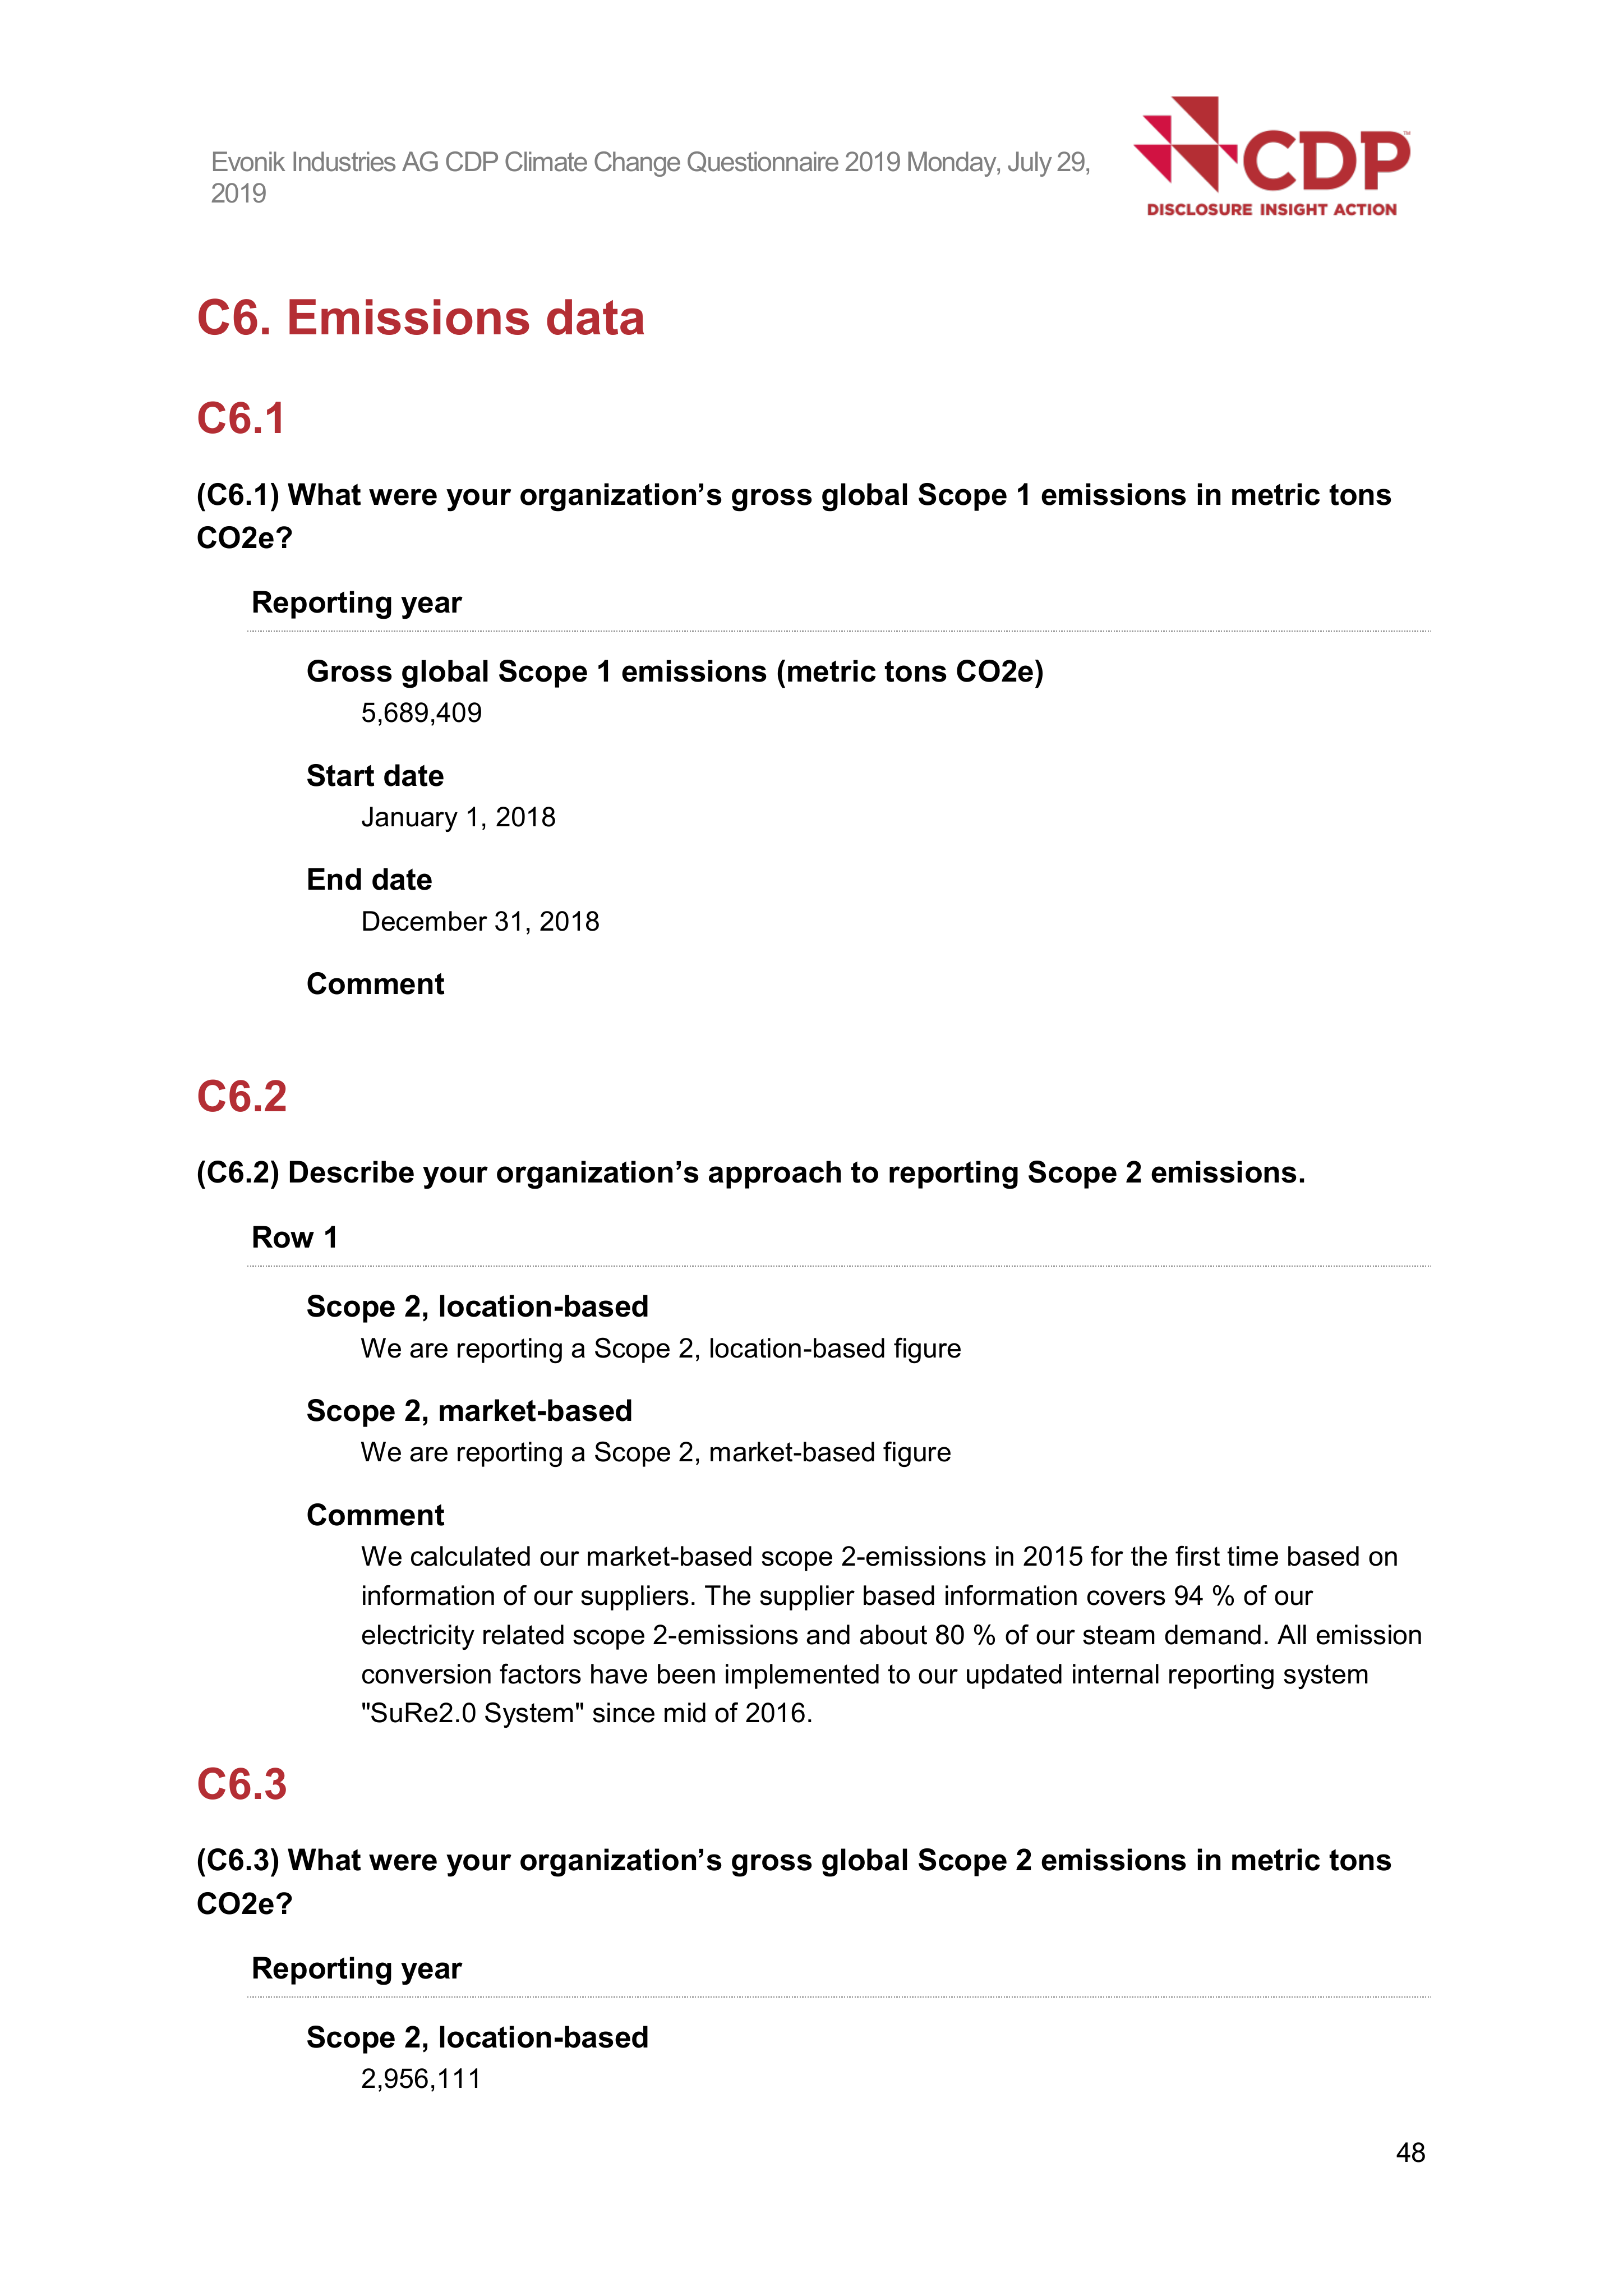 Evonik Industries AG CDP Climate Change Questionnaire 2019 Monday, July 29,
2019
CDP™
DISCLOSURE INSIGHT ACTION
C6. Emissions data
C6.1
(C6.1) What were your organization’s gross global Scope 1 emissions in metric tons
CO2e?
Reporting year
Gross global Scope 1 emissions (metric tons CO2e)
5,689,409
Start date
January 1, 2018
End date
December 31, 2018
Comment
C6.2
(C6.2) Describe your organization’s approach to reporting Scope 2 emissions.
Row 1
Scope 2, location-based
We are reporting a Scope 2, location-based figure
Scope 2, market-based
We are reporting a Scope 2, market-based figure
Comment
We calculated our market-based scope 2-emissions in 2015 for the first time based on
information of our suppliers. The supplier based information covers 94 % of our
electricity related scope 2-emissions and about 80 % of our steam demand. All emission
conversion factors have been implemented to our updated internal reporting system
"SuRe2.0 System" since mid of 2016.
C6.3
(C6.3) What were your organization’s gross global Scope 2 emissions in metric tons
CO2e?
Reporting year
Scope 2, location-based
2,956,111
48